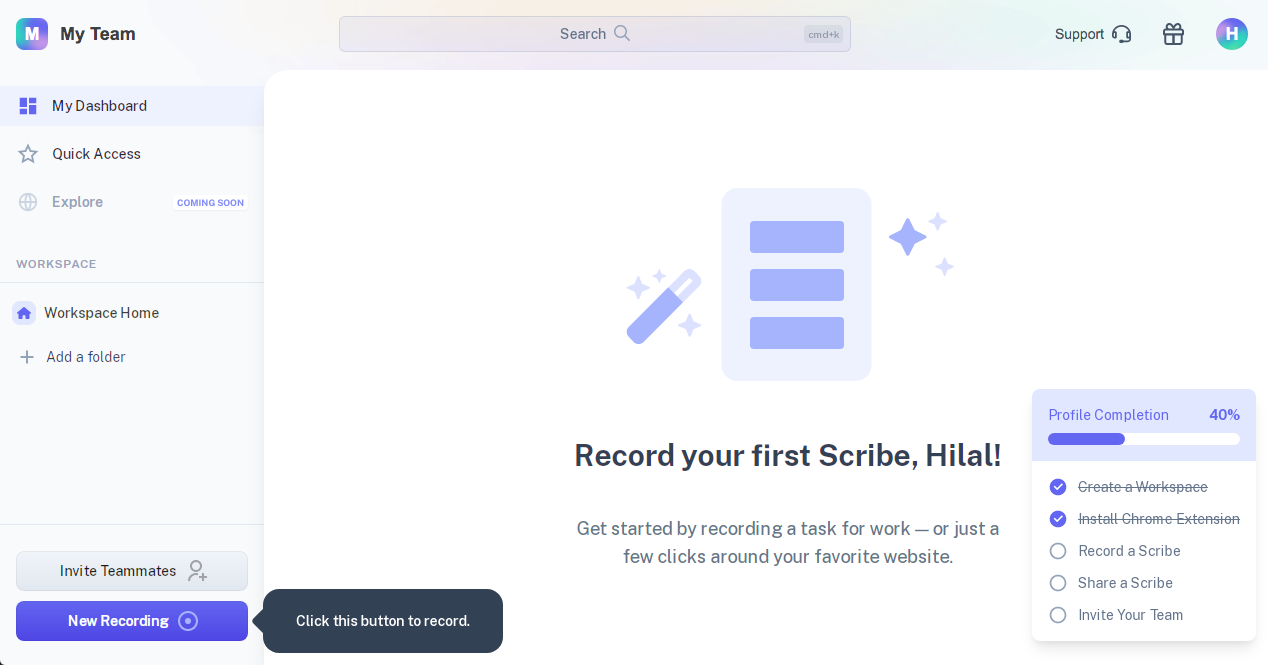 M My Team
Search cmd+k
Support
H
My Dashboard
Quick Access
Explore COMING SOON
WORKSPACE
Workspace Home
Add a folder
Invite Teammates
New Recording
Click this button to record.
Record your first Scribe, Hilal!
Get started by recording a task for work — or just a
few clicks around your favorite website.
Profile Completion 40%
Create a Workspace
Install Chrome Extension
Record a Scribe
Share a Scribe
Invite Your Team